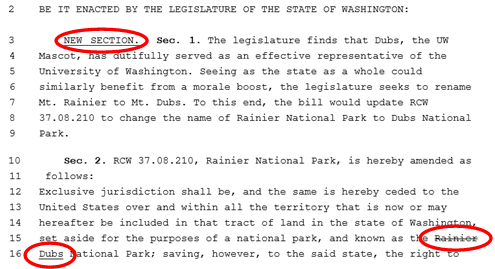 2 BE IT ENACTED BY THE LEGISLATURE OF THE STATE OF WASHINGTON:
3 NEW SECTION. Sec. 1. The legislature finds that Dubs, the UW
4 Mascot, has dutifully served as an effective representative of the
5 University of Washington. Seeing as the state as a whole could
6 similarly benefit from a morale boost, the legislature seeks to rename
7 Mt. Rainier to Mt. Dubs. To this end, the bill would update RCW
8 37.08.210 to change the name of Rainier National Park to Dubs National
9 Park.
10 Sec. 2. RCW 37.08.210, Rainier National Park, is hereby amended as
11 follows:
12 Exclusive jurisdiction shall be, and the same is hereby ceded to the
13 United States over and within all the territory that is now or may
14 hereafter be included in that tract of land in the state of Washington,
15 set aside for the purposes of a national park, and known as the Rainier
16 Dubs National Park; saving, however, to the said state, the right to